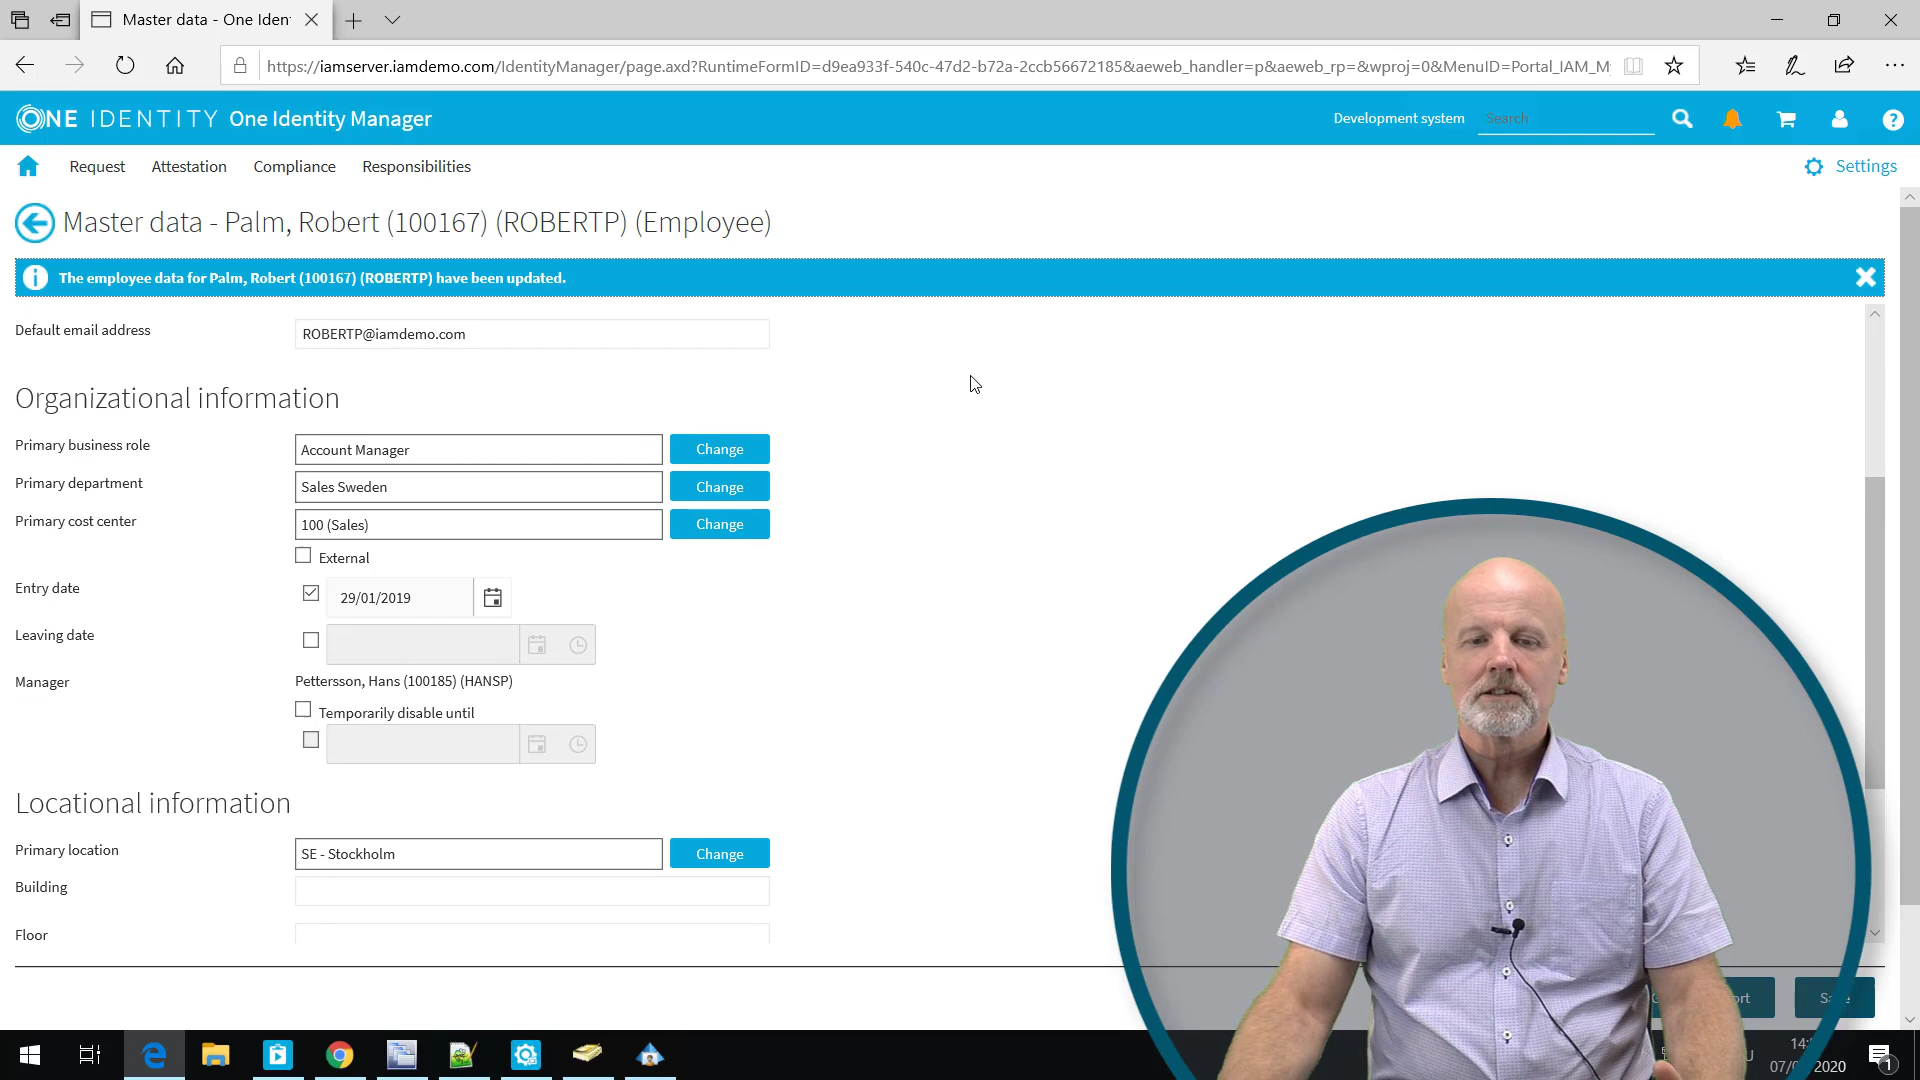 Master data - One Iden
https://iamserver.iamdemo.com/IdentityManager/page.axd?RuntimeFormID=d9ea933f-540c-47d2-b72a-2ccb56672185&aeweb_handler=p&aeweb_rp=&wproj=0&MenuID=Portal_IAM_M
ONE IDENTITY One Identity Manager
Development system
Search
Request
Attestation
Compliance
Responsibilities
Settings
Master data - Palm, Robert (100167) (ROBERTP) (Employee)
The employee data for Palm, Robert (100167) (ROBERTP) have been updated.
Default email address
ROBERTP@iamdemo.com
Organizational information
Primary business role
Account Manager
Change
Primary department
Sales Sweden
Change
Primary cost center
100 (Sales)
Change
External
Entry date
29/01/2019
Leaving date
Manager
Pettersson, Hans (100185) (HANSP)
Temporarily disable until
Locational information
Primary location
SE - Stockholm
Change
Building
Floor
1